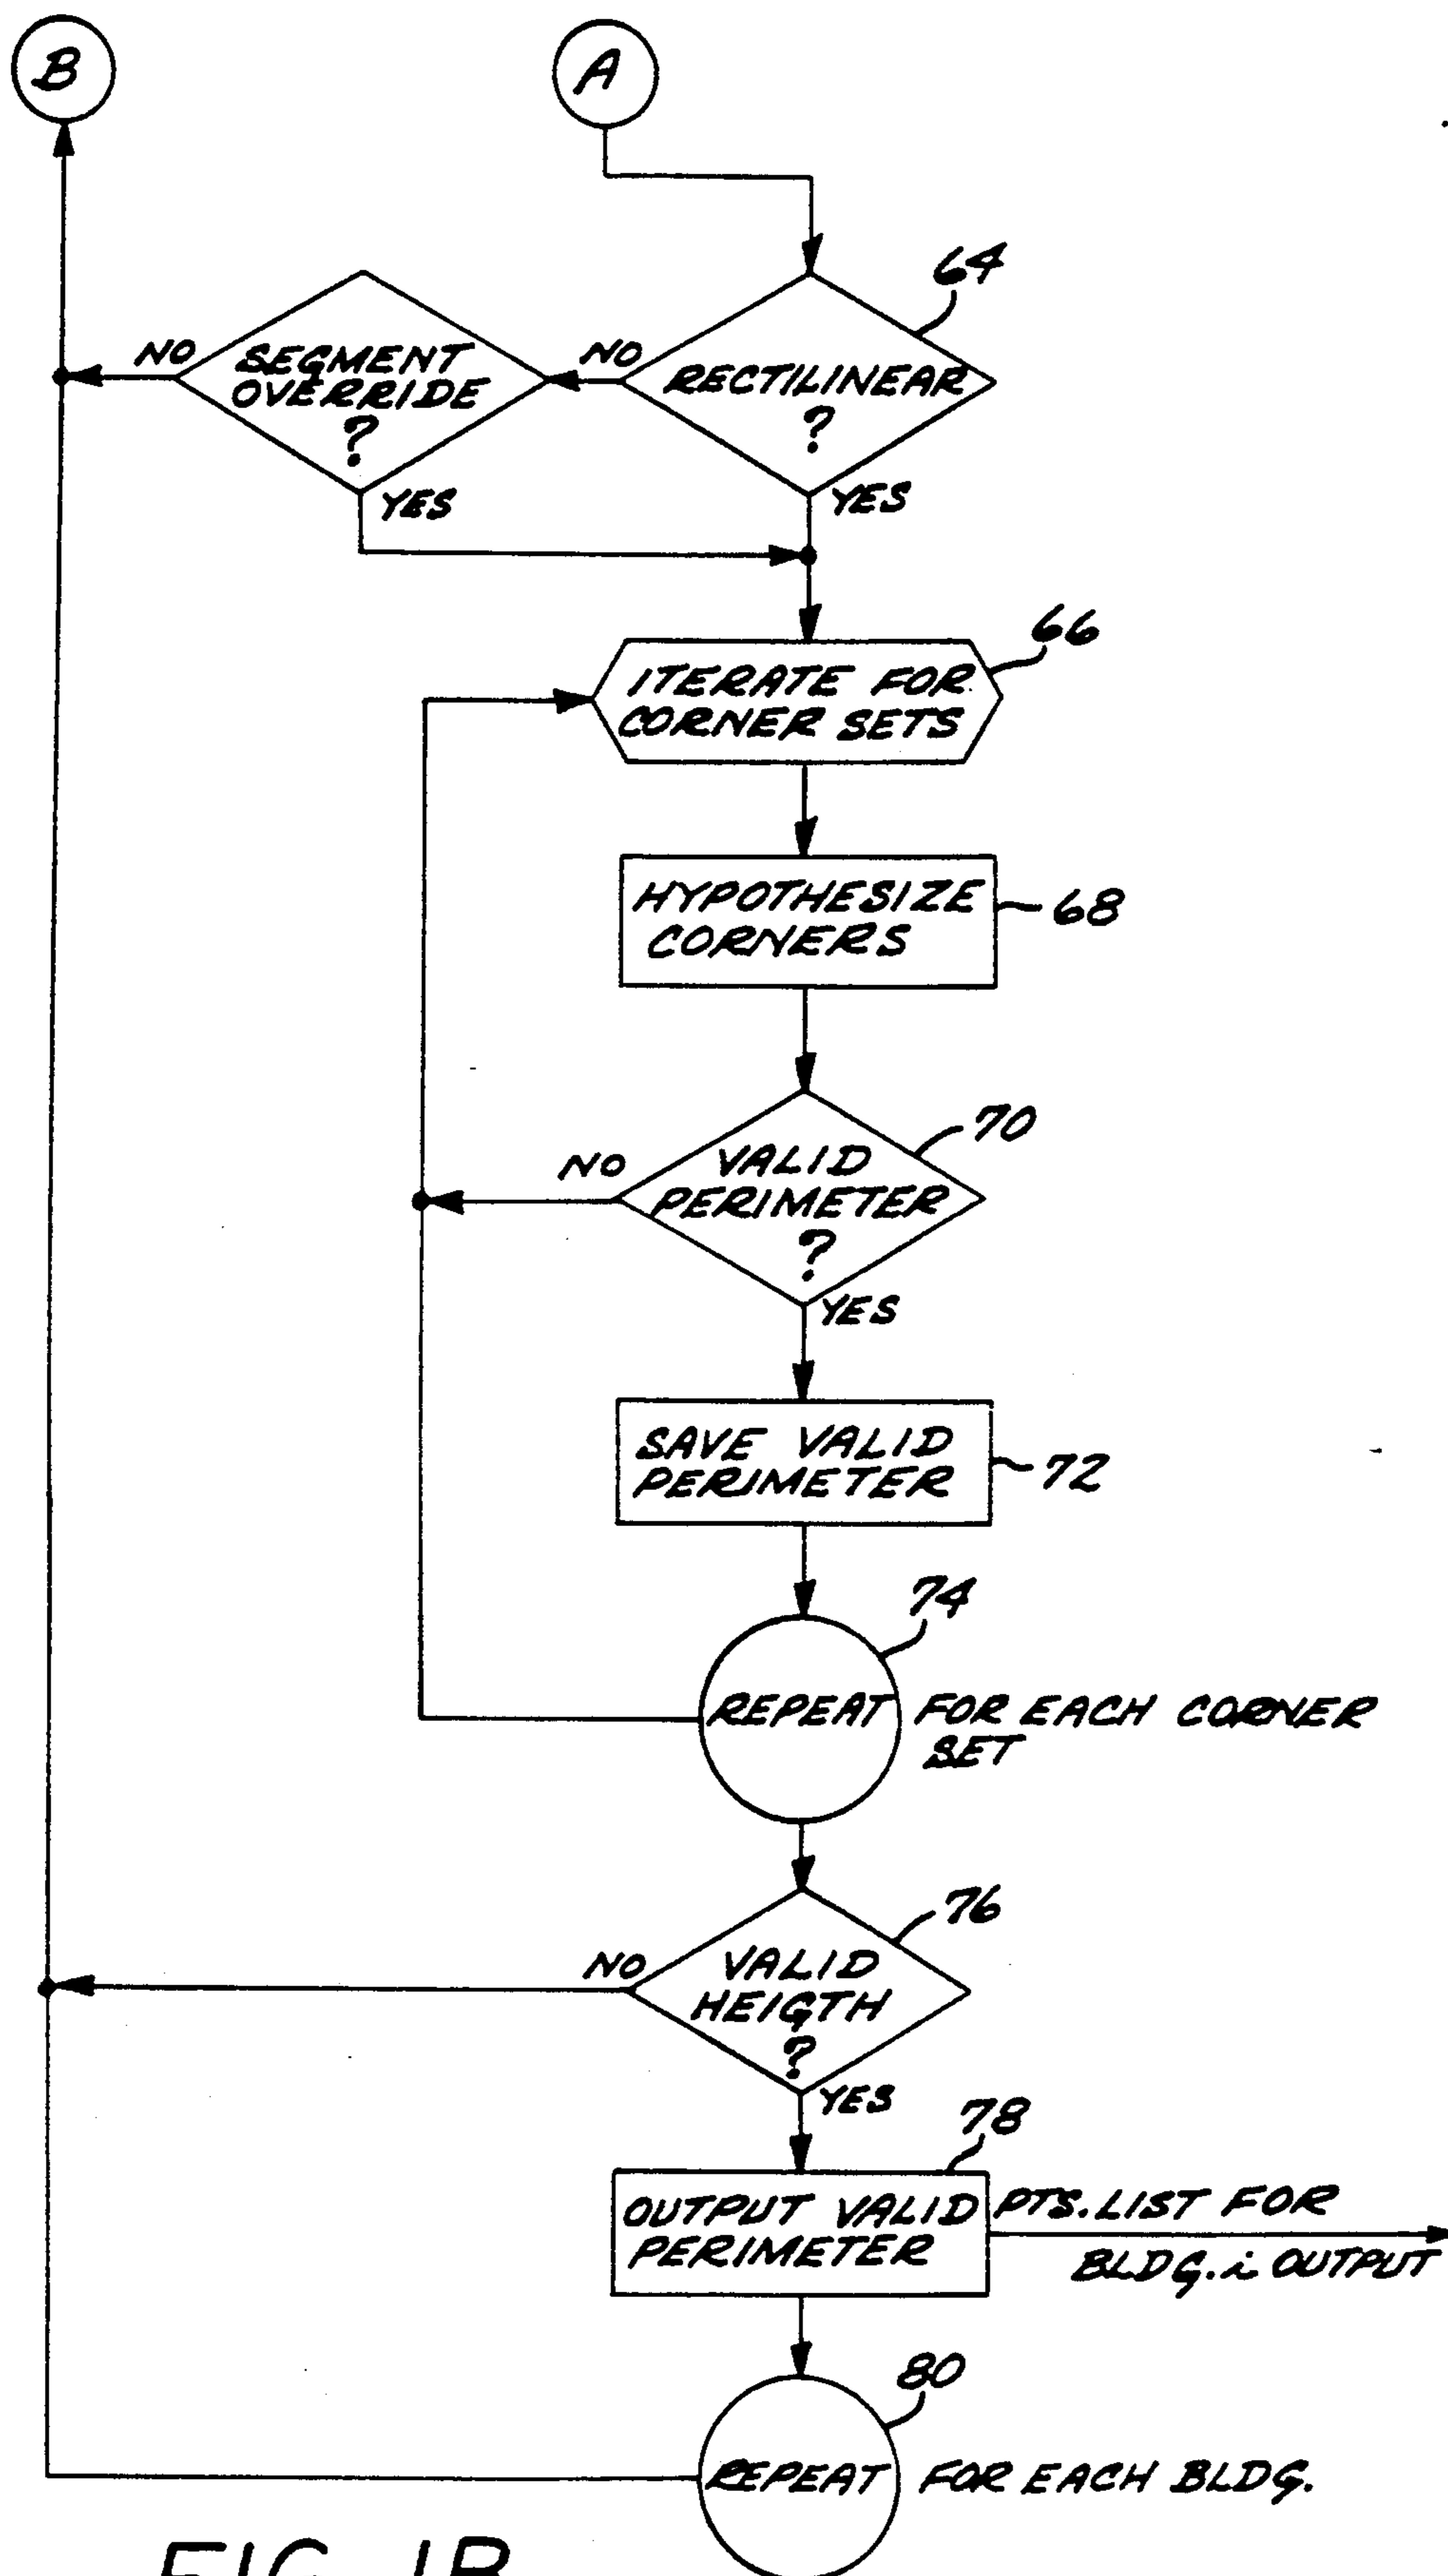 B
A
64
NO
SEGMENT
OVERRIDE
?
YES
NO
RECTILINEAR
?
YES
66
ITERATE FOR
CORNER SETS
HYPOTHESIZE
CORNERS
68
70
NO
VALID
PERIMETER
?
YES
SAVE VALID
PERIMETER
72
74
REPEAT FOR EACH CORNER
SET
76
NO
VALID
HEIGTH
?
YES
78
OUTPUT VALID
PERIMETER
PTS. LIST FOR
BLDG. i OUTPUT
80
REPEAT FOR EACH BLDG.
FIG. 1B